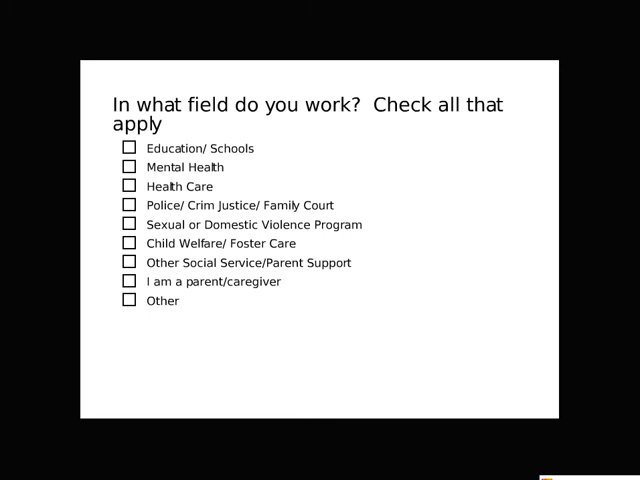 In what field do you work?  Check all that
apply
Education/ Schools
Mental Health
Health Care
Police/ Crim Justice/ Family Court
Sexual or Domestic Violence Program
Child Welfare/ Foster Care
Other Social Service/Parent Support
I am a parent/caregiver
Other